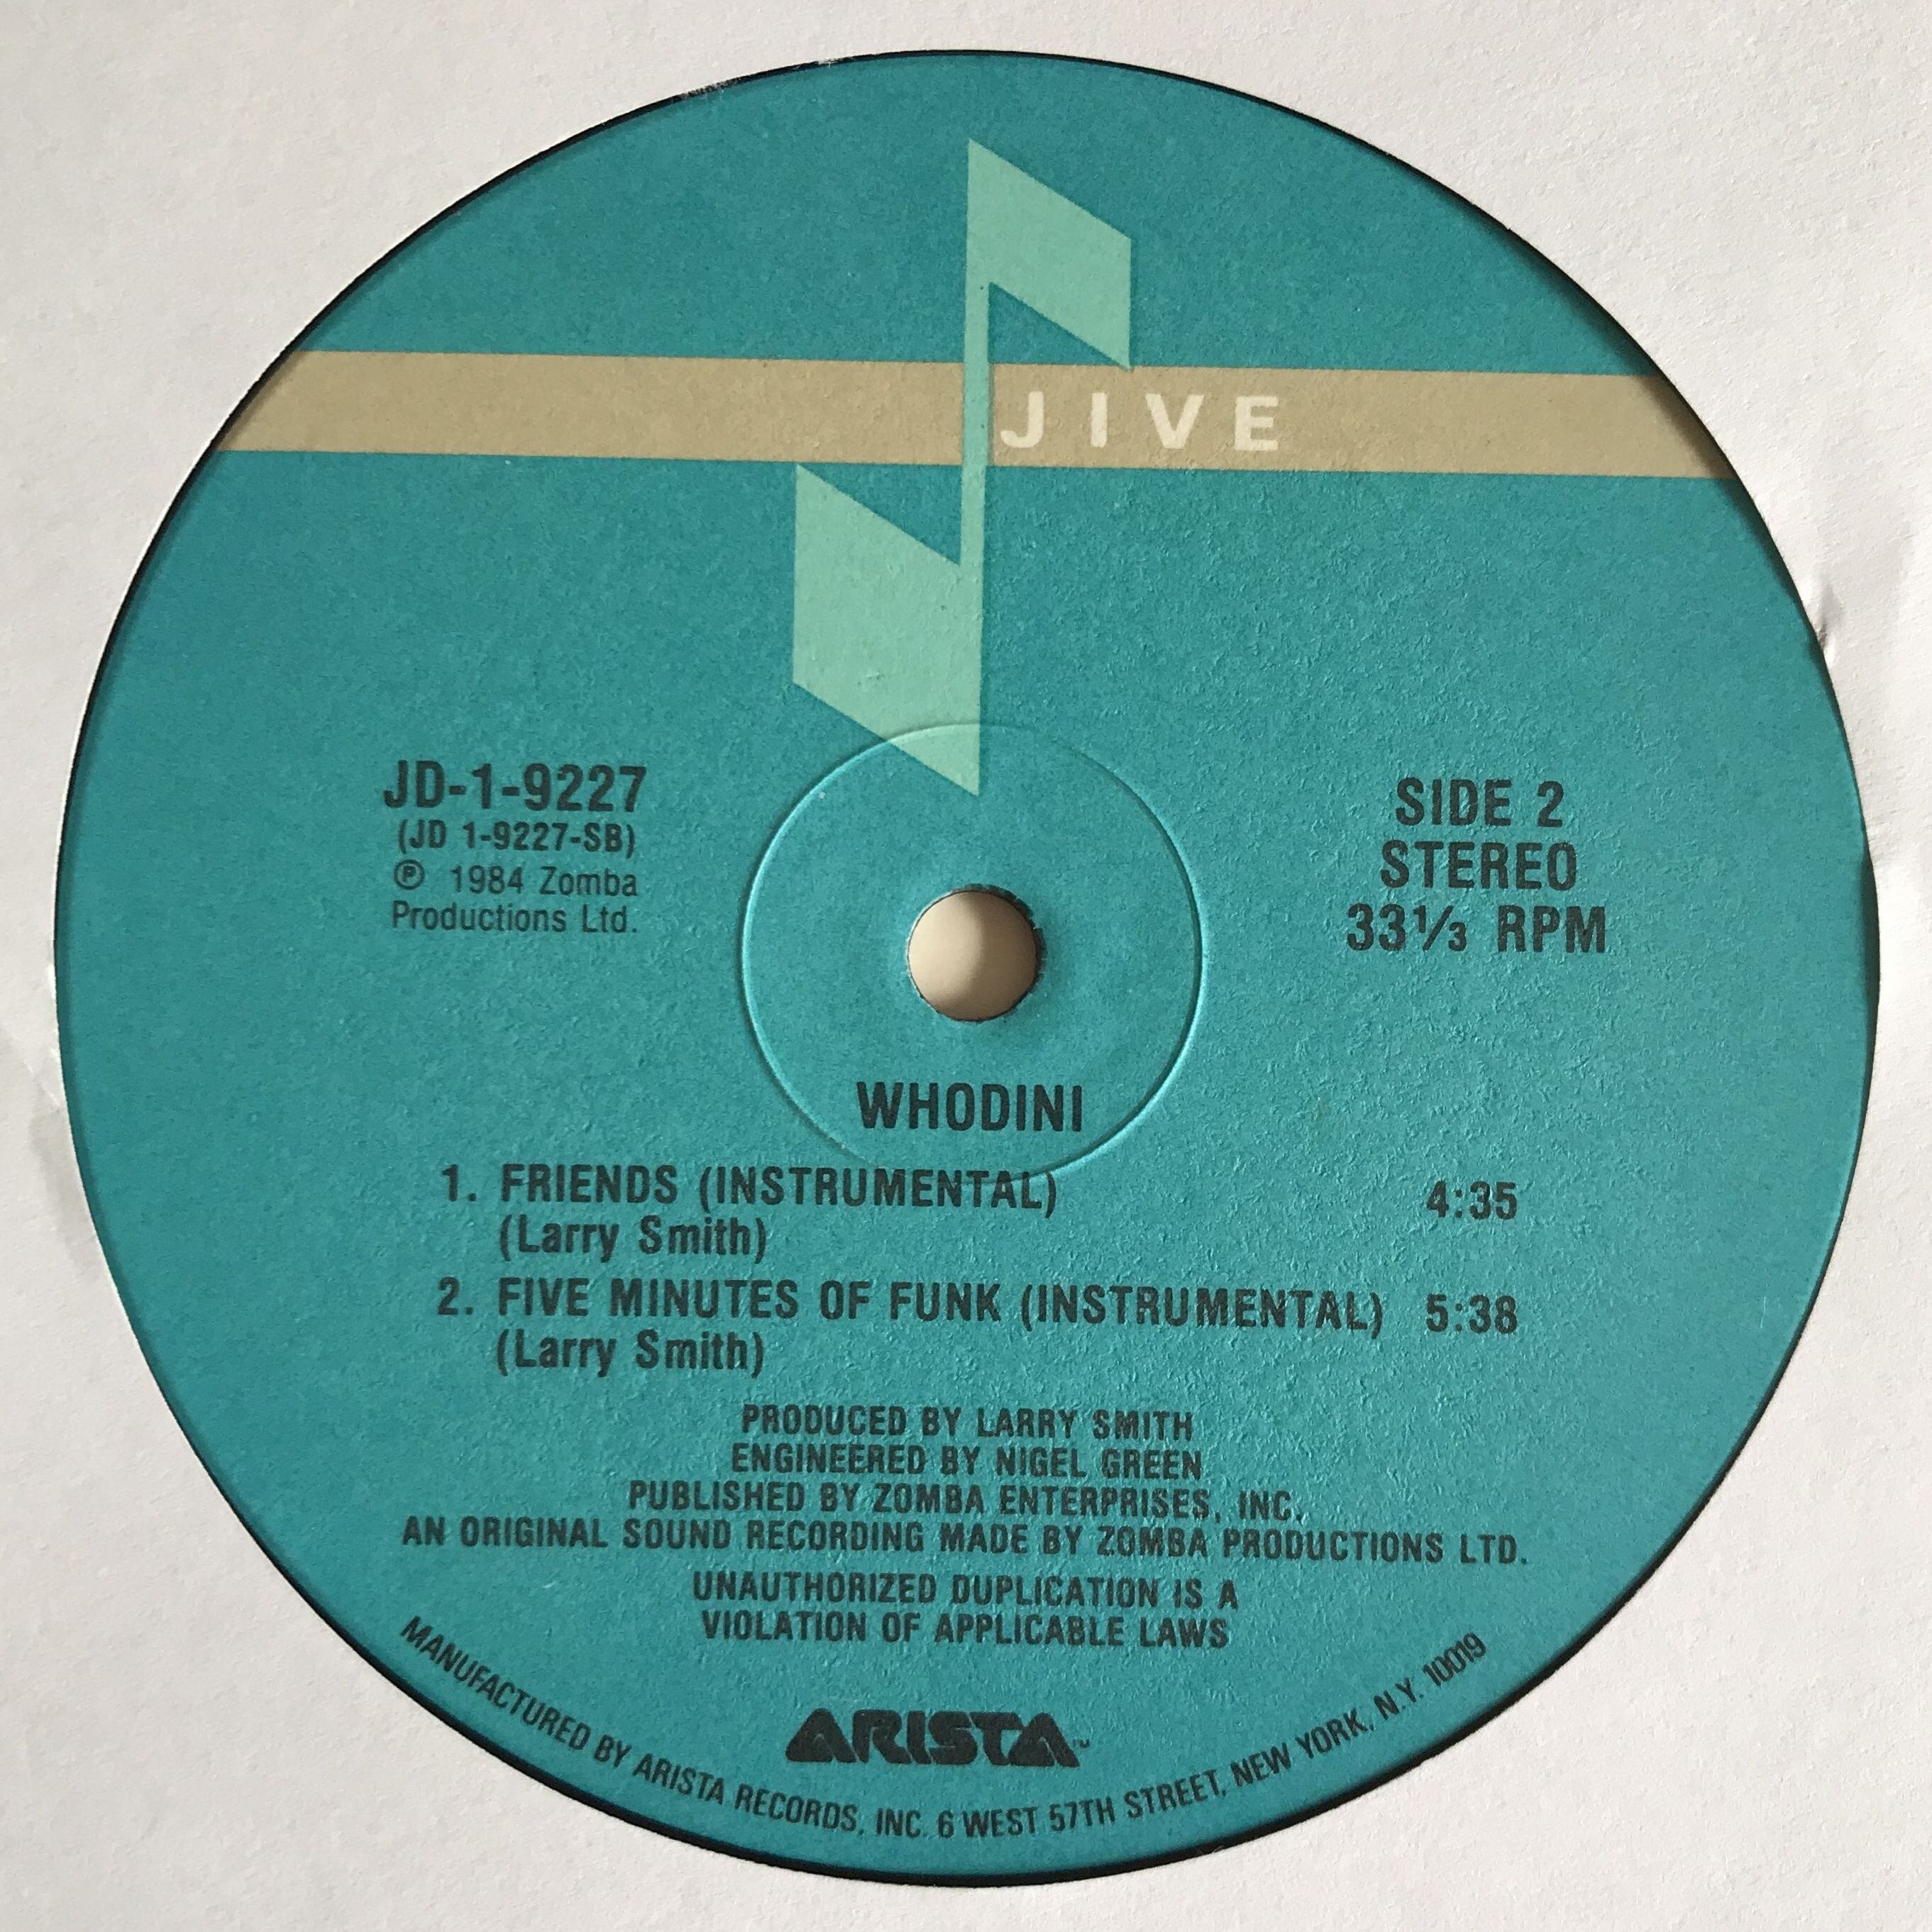 JIVE
JD-1-9227
(JD 1-9227-SB)
℗ 1984 Zomba
Productions Ltd.
SIDE 2
STEREO
33⅓ RPM
WHODINI
1. FRIENDS (INSTRUMENTAL) 4:35
(Larry Smith)
2. FIVE MINUTES OF FUNK (INSTRUMENTAL) 5:38
(Larry Smith)
PRODUCED BY LARRY SMITH
ENGINEERED BY NIGEL GREEN
PUBLISHED BY ZOMBA ENTERPRISES, INC.
AN ORIGINAL SOUND RECORDING MADE BY ZOMBA PRODUCTIONS LTD.
UNAUTHORIZED DUPLICATION IS A
VIOLATION OF APPLICABLE LAWS
ARISTA™
MANUFACTURED BY ARISTA RECORDS, INC. 6 WEST 57TH STREET, NEW YORK, N.Y. 10019